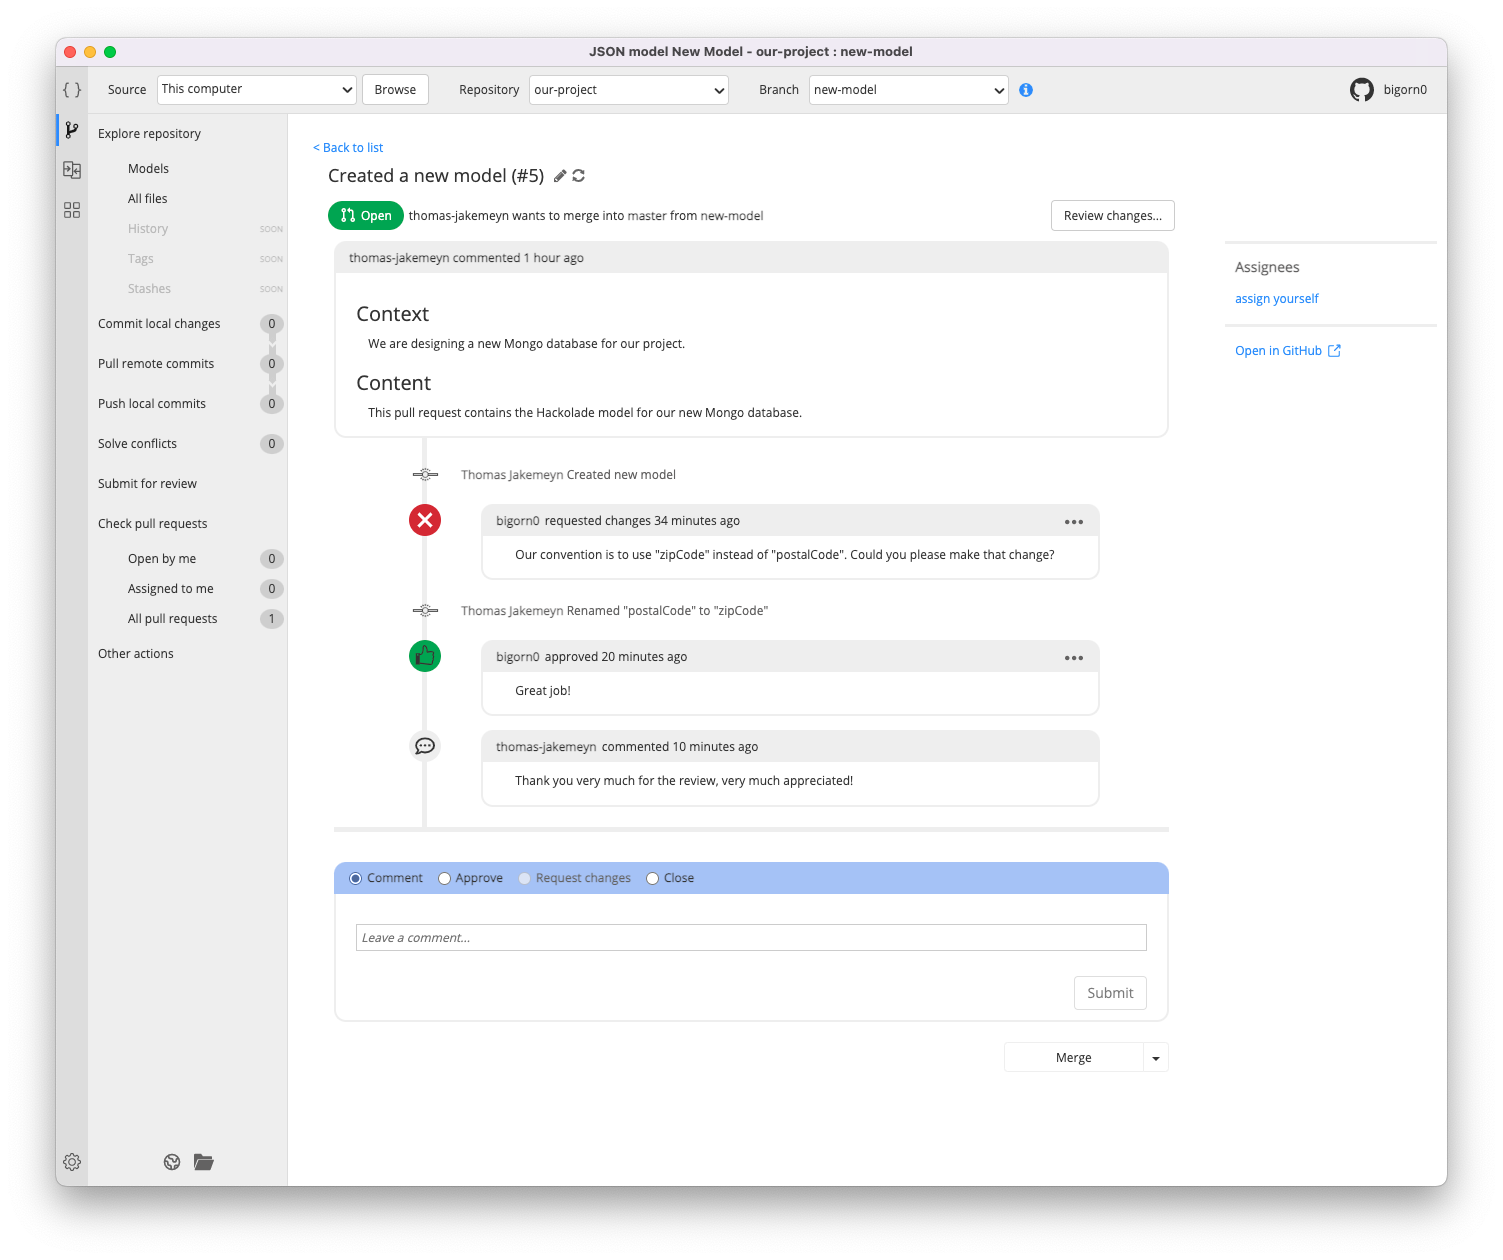 JSON model New Model - our-project : new-model
Source This computer Browse Repository our-project Branch new-model bigorn0
Explore repository
Models
All files
History SOON
Tags SOON
Stashes SOON
Commit local changes 0
Pull remote commits 0
Push local commits 0
Solve conflicts 0
Submit for review
Check pull requests
Open by me 0
Assigned to me 0
All pull requests 1
Other actions
< Back to list
Created a new model (#5)
Open thomas-jakemeyn wants to merge into master from new-model
Review changes...
thomas-jakemeyn commented 1 hour ago
Context
We are designing a new Mongo database for our project.
Content
This pull request contains the Hackolade model for our new Mongo database.
Thomas Jakemeyn Created new model
bigorn0 requested changes 34 minutes ago
Our convention is to use "zipCode" instead of "postalCode". Could you please make that change?
Thomas Jakemeyn Renamed "postalCode" to "zipCode"
bigorn0 approved 20 minutes ago
Great job!
thomas-jakemeyn commented 10 minutes ago
Thank you very much for the review, very much appreciated!
Comment Approve Request changes Close
Leave a comment...
Submit
Merge
Assignees
assign yourself
Open in GitHub